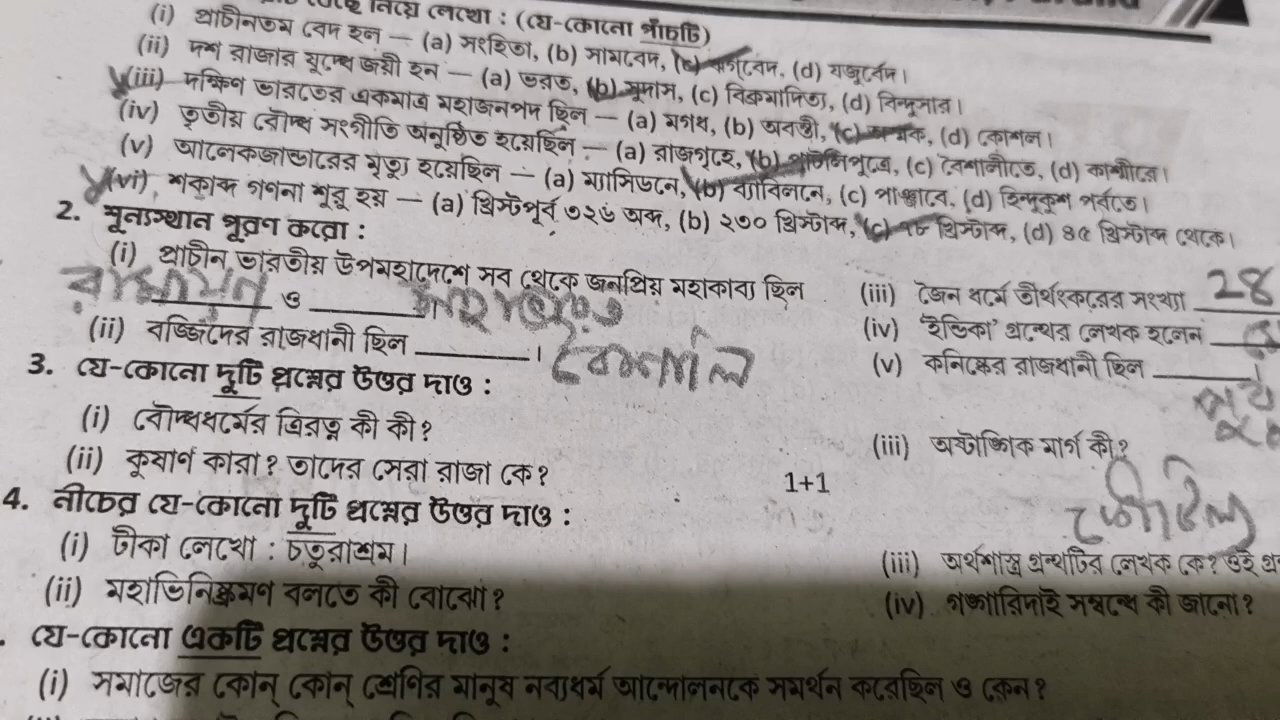 নিয়ে লেখো : (যে-কোনো পাঁচটি)
(i) প্রাচীনতম বেদ হল — (a) সংহিতা, (b) সামবেদ, (c) ঋগ্‌বেদ, (d) যজুর্বেদ।
(ii) দশ রাজার যুদ্ধে জয়ী হন — (a) ভরত, (b) সুদাস, (c) বিক্রমাদিত্য, (d) বিন্দুসার।
(iii) দক্ষিণ ভারতের একমাত্র মহাজনপদ ছিল — (a) মগধ, (b) অবন্তী, (c) অস্মক, (d) কোশল।
(iv) তৃতীয় বৌদ্ধ সংগীতি অনুষ্ঠিত হয়েছিল — (a) রাজগৃহে, (b) পাটলিপুত্রে, (c) বৈশালীতে, (d) কাশ্মীরে।
(v) আলেকজান্ডারের মৃত্যু হয়েছিল — (a) ম্যাসিডনে, (b) ব্যাবিলনে, (c) পাঞ্জাবে, (d) হিন্দুকুশ পর্বতে।
(vi) শকাব্দ গণনা শুরু হয় — (a) খ্রিস্টপূর্ব ৩২৬ অব্দ, (b) ২৩০ খ্রিস্টাব্দ, (c) ৭৮ খ্রিস্টাব্দ, (d) ৪৫ খ্রিস্টাব্দ থেকে।
2. শূন্যস্থান পূরণ করো :
(i) প্রাচীন ভারতীয় উপমহাদেশে সব থেকে জনপ্রিয় মহাকাব্য ছিল
রামায়ন ও মহাভারত
(ii) বজ্জিদের রাজধানী ছিল ________। বৈশালি
(iii) জৈন ধর্মে তীর্থংকরের সংখ্যা 28
(iv) 'ইন্ডিকা' গ্রন্থের লেখক হলেন ____
(v) কনিষ্কের রাজধানী ছিল ________
3. যে-কোনো দুটি প্রশ্নের উত্তর দাও :
(i) বৌদ্ধধর্মের ত্রিরত্ন কী কী?
(ii) কুষাণ কারা? তাদের সেরা রাজা কে? 1+1
(iii) অষ্টাঙ্গিক মার্গ কী?
4. নীচের যে-কোনো দুটি প্রশ্নের উত্তর দাও :
কৌটিল্য
(i) টীকা লেখো : চতুরাশ্রম।
(ii) মহাভিনিষ্ক্রমণ বলতে কী বোঝো?
(iii) অর্থশাস্ত্র গ্রন্থটির লেখক কে? ওই
(iv) গঙ্গারিদাই সম্বন্ধে কী জানো?
যে-কোনো একটি প্রশ্নের উত্তর দাও :
(i) সমাজের কোন্ কোন্ শ্রেণির মানুষ নব্যধর্ম আন্দোলনকে সমর্থন করেছিল ও কেন?